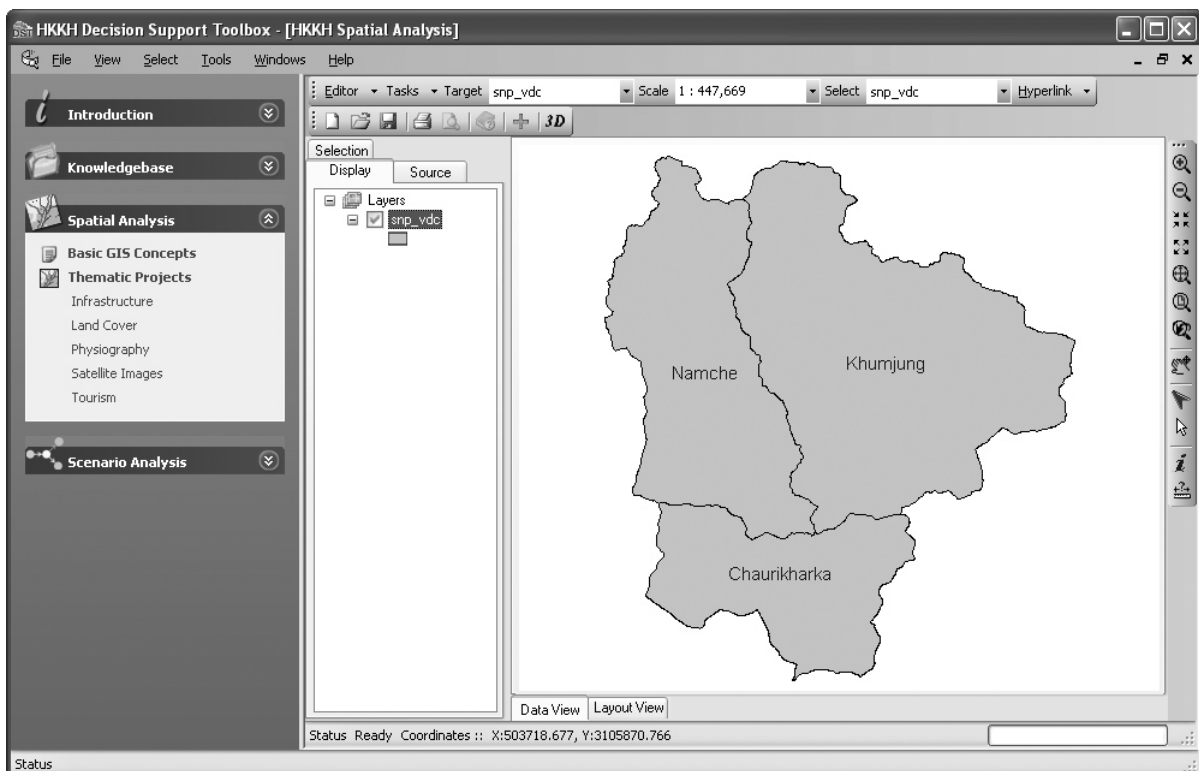 HKKH Decision Support Toolbox - [HKKH Spatial Analysis]
File View Select Tools Windows Help
Introduction
Knowledgebase
Spatial Analysis
Basic GIS Concepts
Thematic Projects
Infrastructure
Land Cover
Physiography
Satellite Images
Tourism
Scenario Analysis
Editor Tasks Target snp_vdc Scale 1 : 447,669 Select snp_vdc Hyperlink
3D
Selection
Display Source
Layers
snp_vdc
Namche
Khumjung
Chaurikharka
Data View Layout View
Status Ready Coordinates :: X:503718.677, Y:3105870.766
Status